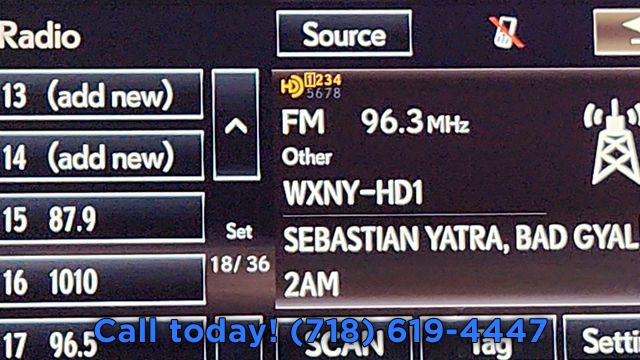 Radio
Source
13 (add new)
14 (add new)
15 87.9
16 1010
17 96.5
Set
18/36
HD 1234
5678
FM 96.3 MHz
Other
WXNY-HD1
SEBASTIAN YATRA, BAD GYAL
2AM
SCAN
Tag
Setti
Call today! (718) 619-4447